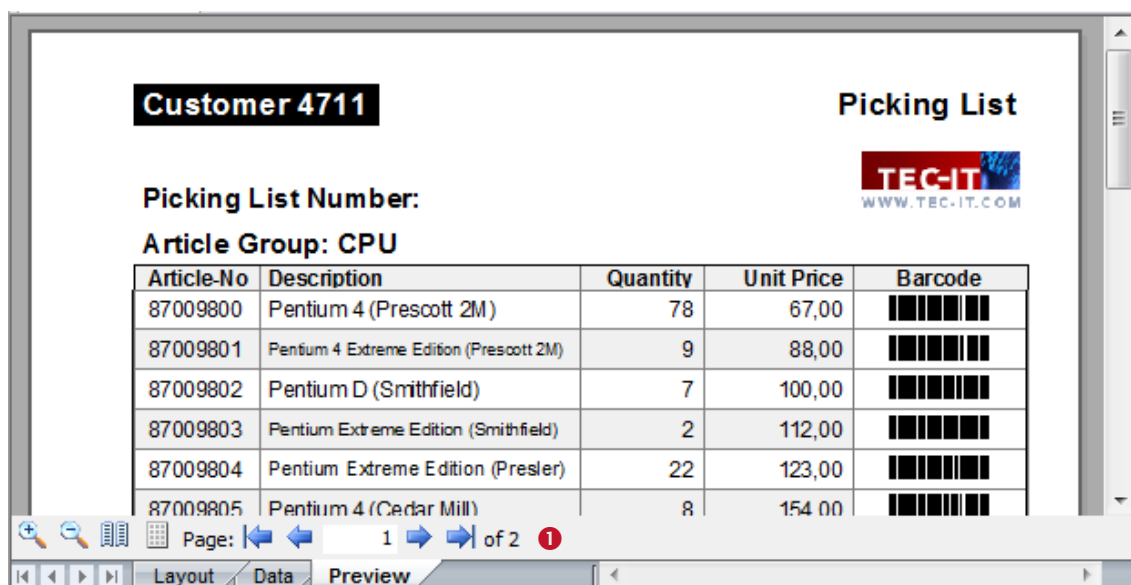 Customer 4711 Picking List
TEC-IT
WWW.TEC-IT.COM
Picking List Number:
Article Group: CPU
Article-No Description Quantity Unit Price Barcode
87009800 Pentium 4 (Prescott 2M) 78 67,00
87009801 Pentium 4 Extreme Edition (Prescott 2M) 9 88,00
87009802 Pentium D (Smithfield) 7 100,00
87009803 Pentium Extreme Edition (Smithfield) 2 112,00
87009804 Pentium Extreme Edition (Presler) 22 123,00
87009805 Pentium 4 (Cedar Mill) 8 154,00
Page: 1 of 2 1
Layout Data Preview